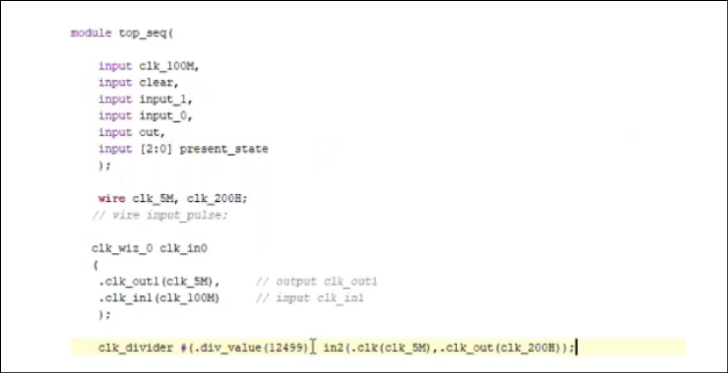 module top_seq(
input clk_100M,
input clear,
input input_1,
input input_0,
input out,
input [2:0] present_state
);
wire clk_5M, clk_200H;
// wire input_pulse;
clk_wiz_0 clk_in0
(
.clk_out1(clk_5M), // output clk_out1
.clk_in1(clk_100M) // input clk_in1
);
clk_divider #(.div_value(12499) in2(.clk(clk_5M),.clk_out(clk_200H));